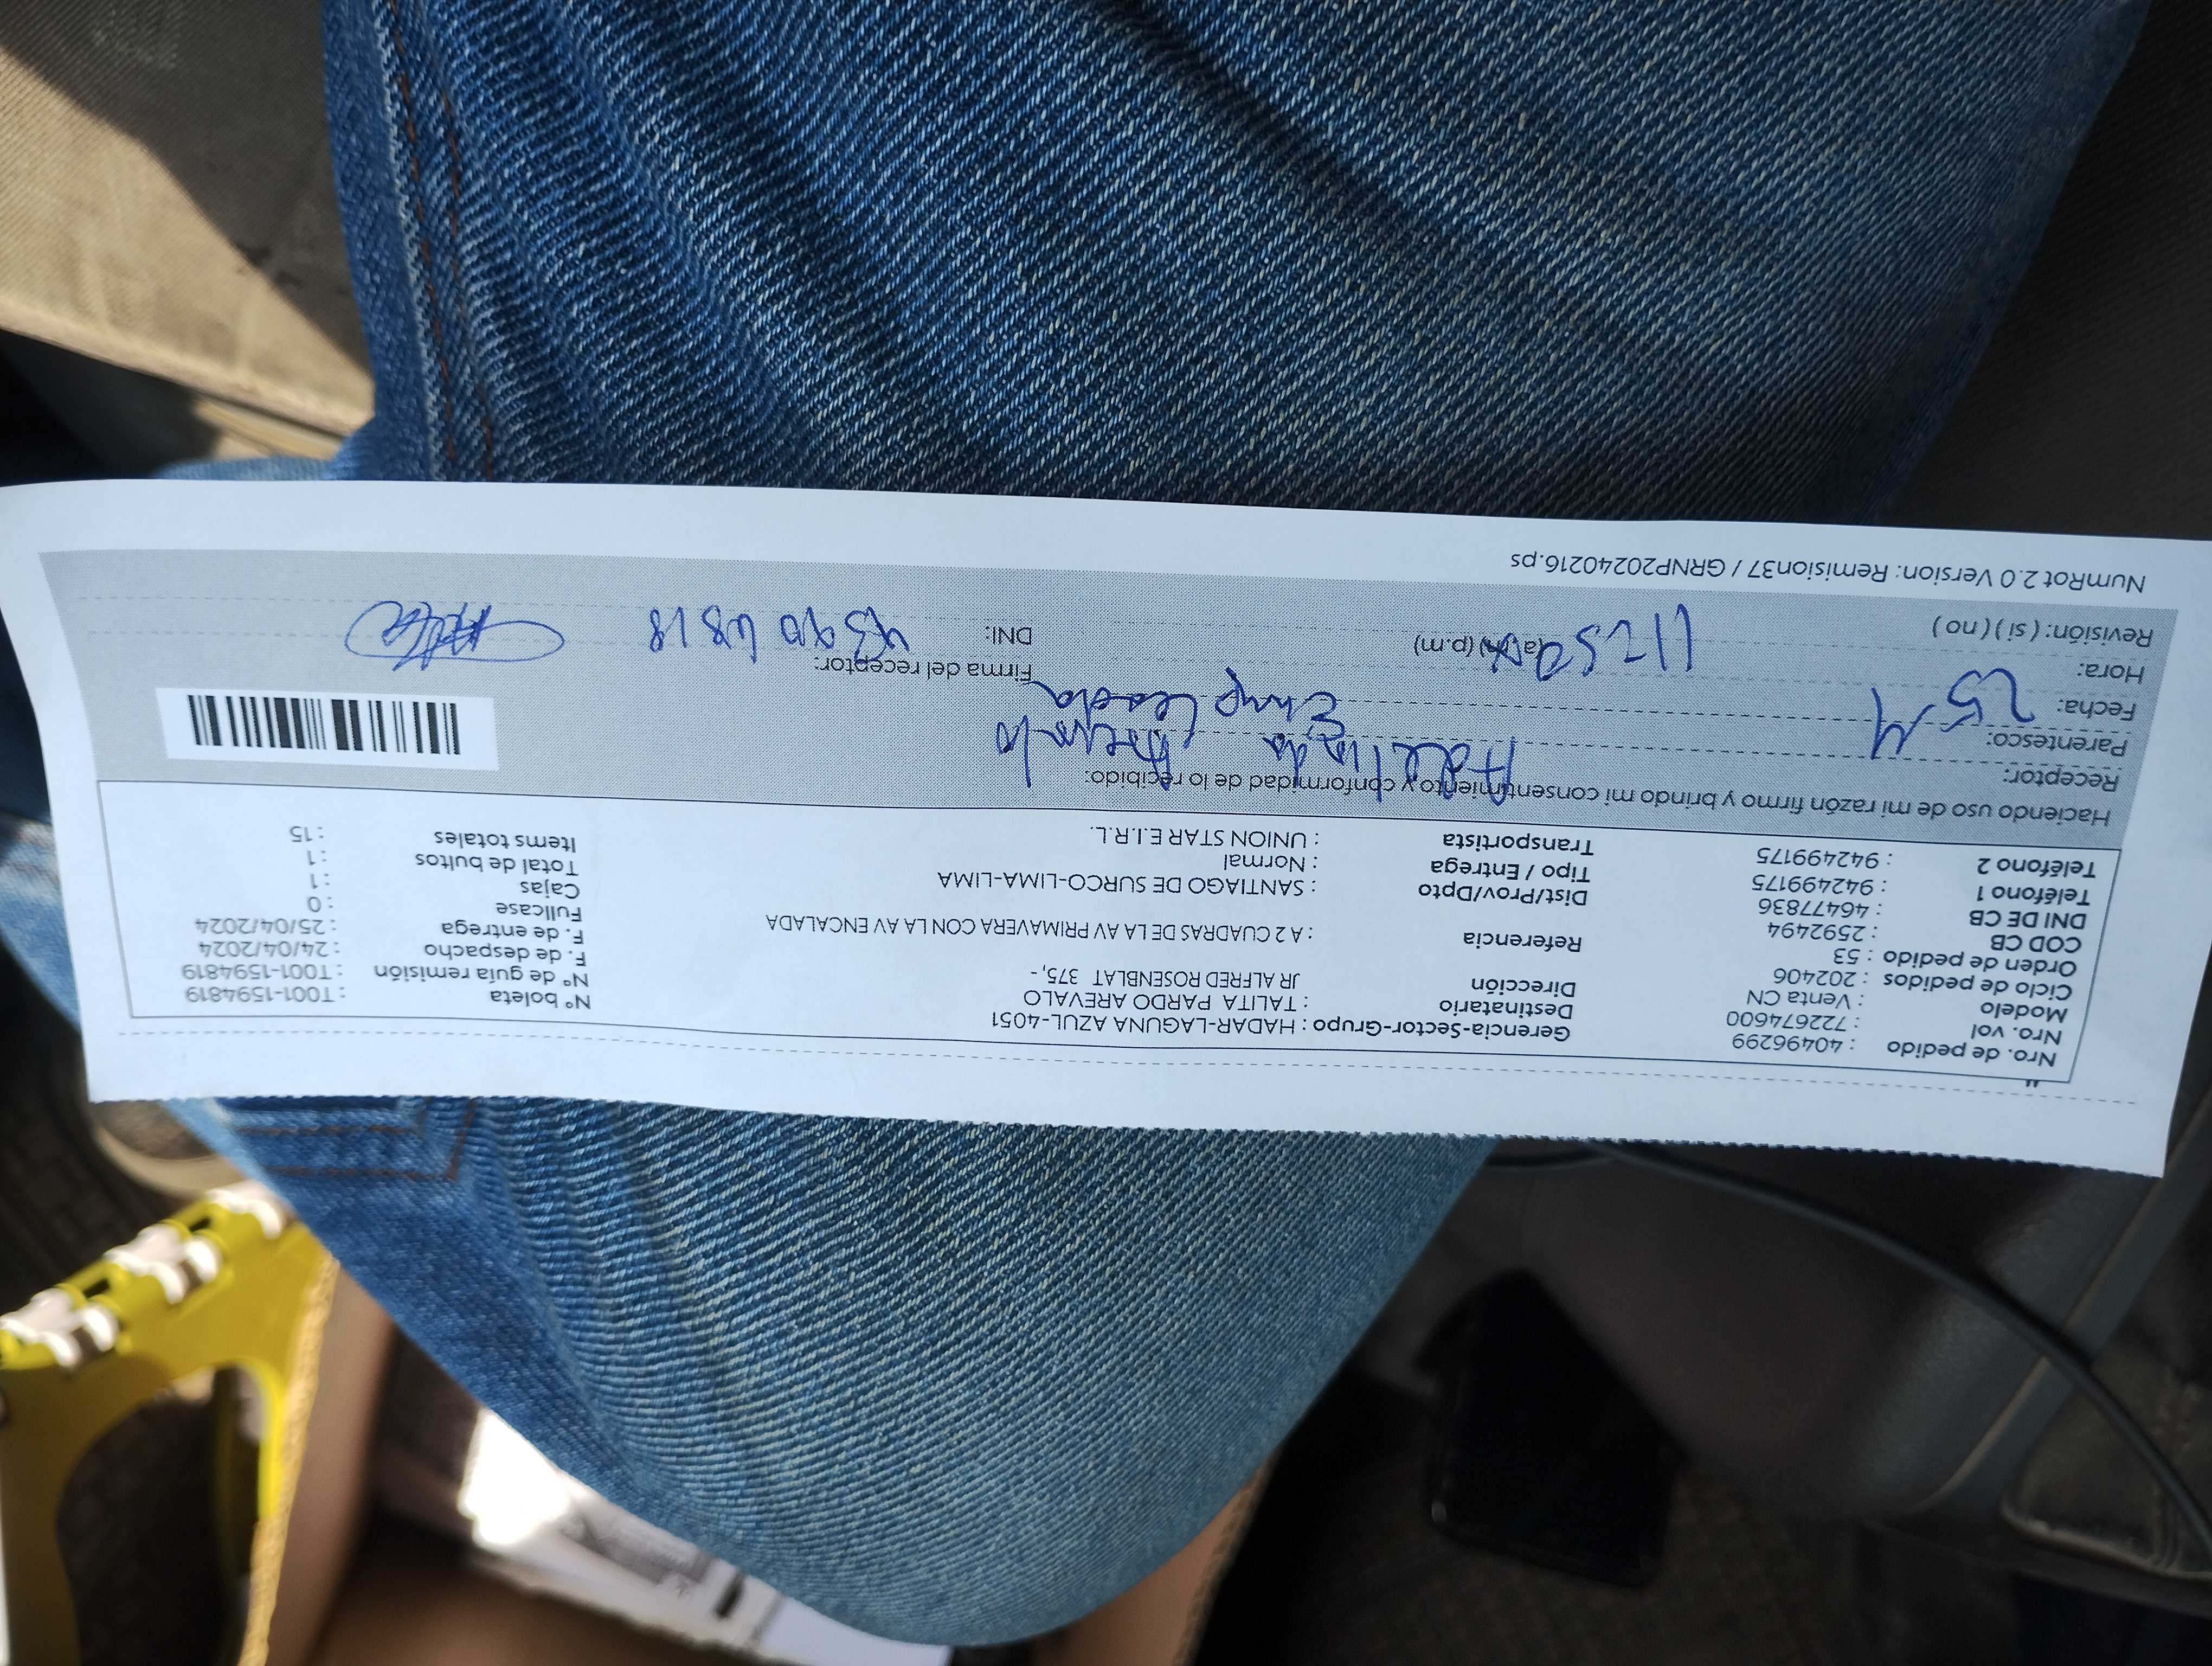 Nro. de pedido : 40496299
Nro. vol : 722674600
Modelo : Venta CN
Ciclo de pedidos : 202406
Orden de pedido : 53
COD CB : 2592494
DNI DE CB : 46477836
Teléfono 1 : 942499175
Teléfono 2 : 942499175
Gerencia-Sector-Grupo : HADAR-LAGUNA AZUL-4051
Destinatario : TALITA PARDO AREVALO
Dirección JR ALFRED ROSENBLAT 375,-
Referencia : A 2 CUADRAS DE LA AV PRIMAVERA CON LA AV ENCALADA
Dist/Prov/Dpto : SANTIAGO DE SURCO-LIMA-LIMA
Tipo / Entrega : Normal
Transportista : UNION STAR E.I.R.L.
N° boleta : T001-1594819
N° de guía remisión : T001-1594819
F. de despacho : 24/04/2024
F. de entrega : 25/04/2024
Fullcase : 0
Cajas : 1
Total de bultos : 1
Items totales : 15
Haciendo uso de mi razón firmo y brindo mi consentimiento y conformidad de lo recibido:
Receptor: Adelinda
Parentesco: Empleada
Fecha: 25 4
Hora: 1125 (a.m) (p.m)
Revisión: ( si ) ( no )
Firma del receptor:
DNI:
NumRot 2.0 Version: Remision37 / GRNP20240216.ps